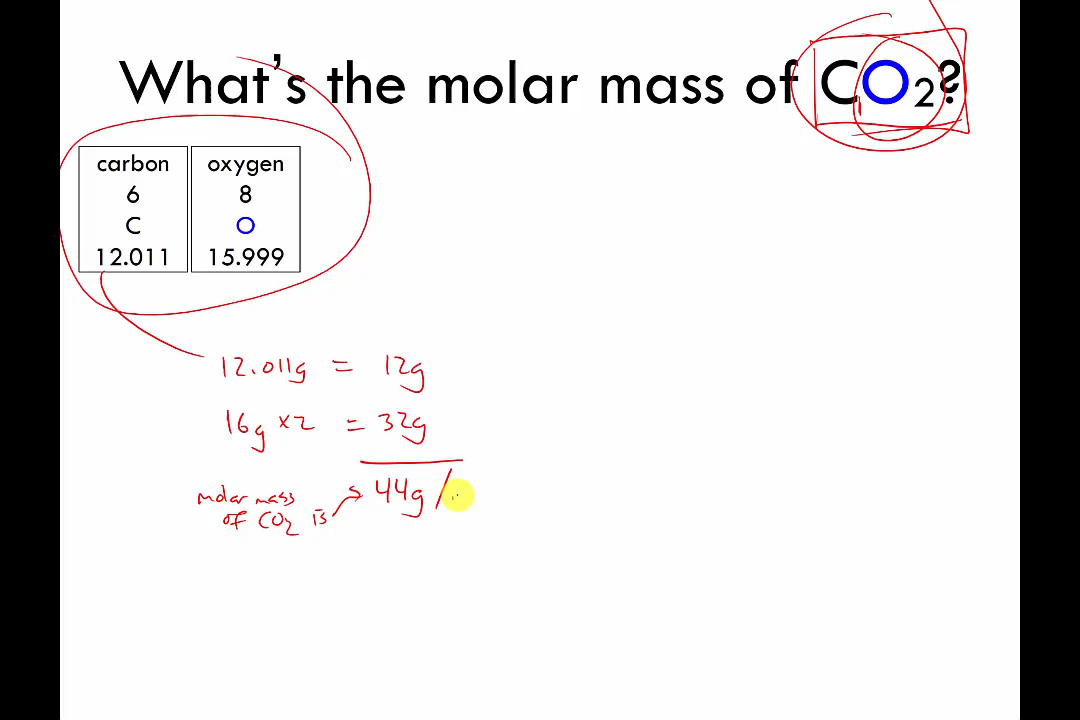 What's the molar mass of CO2?
carbon oxygen
6 8
C O
12.011 15.999
12.011g = 12g
16g ×2 = 32g
44g /
molar mass
of CO2 is